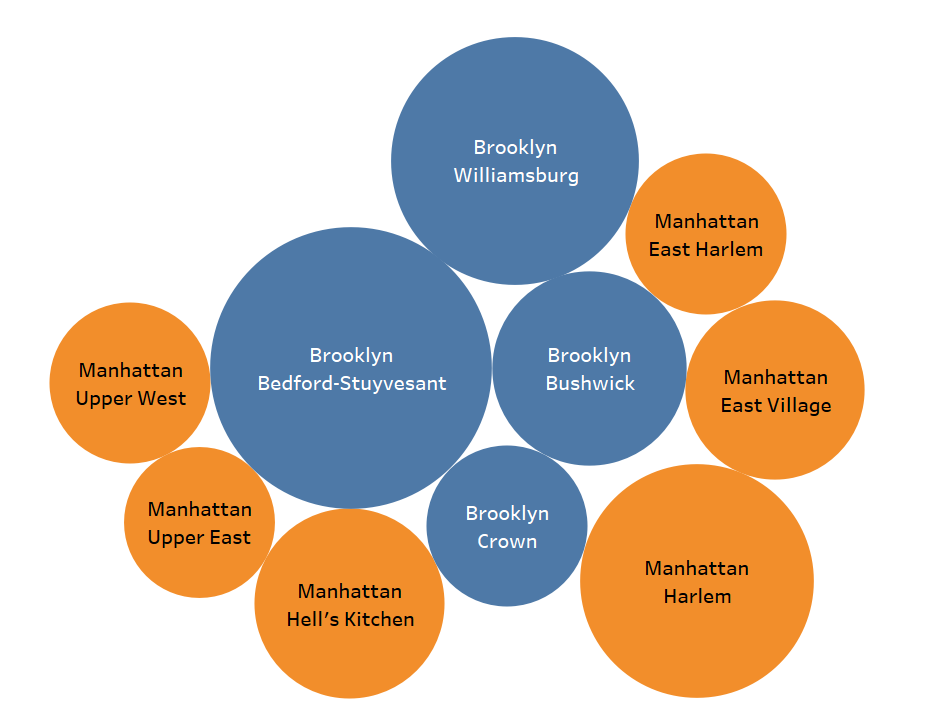 Brooklyn
Williamsburg
Manhattan
East Harlem
Brooklyn
Bedford-Stuyvesant
Brooklyn
Bushwick
Manhattan
Upper West
Manhattan
East Village
Manhattan
Upper East
Brooklyn
Crown
Manhattan
Hell’s Kitchen
Manhattan
Harlem